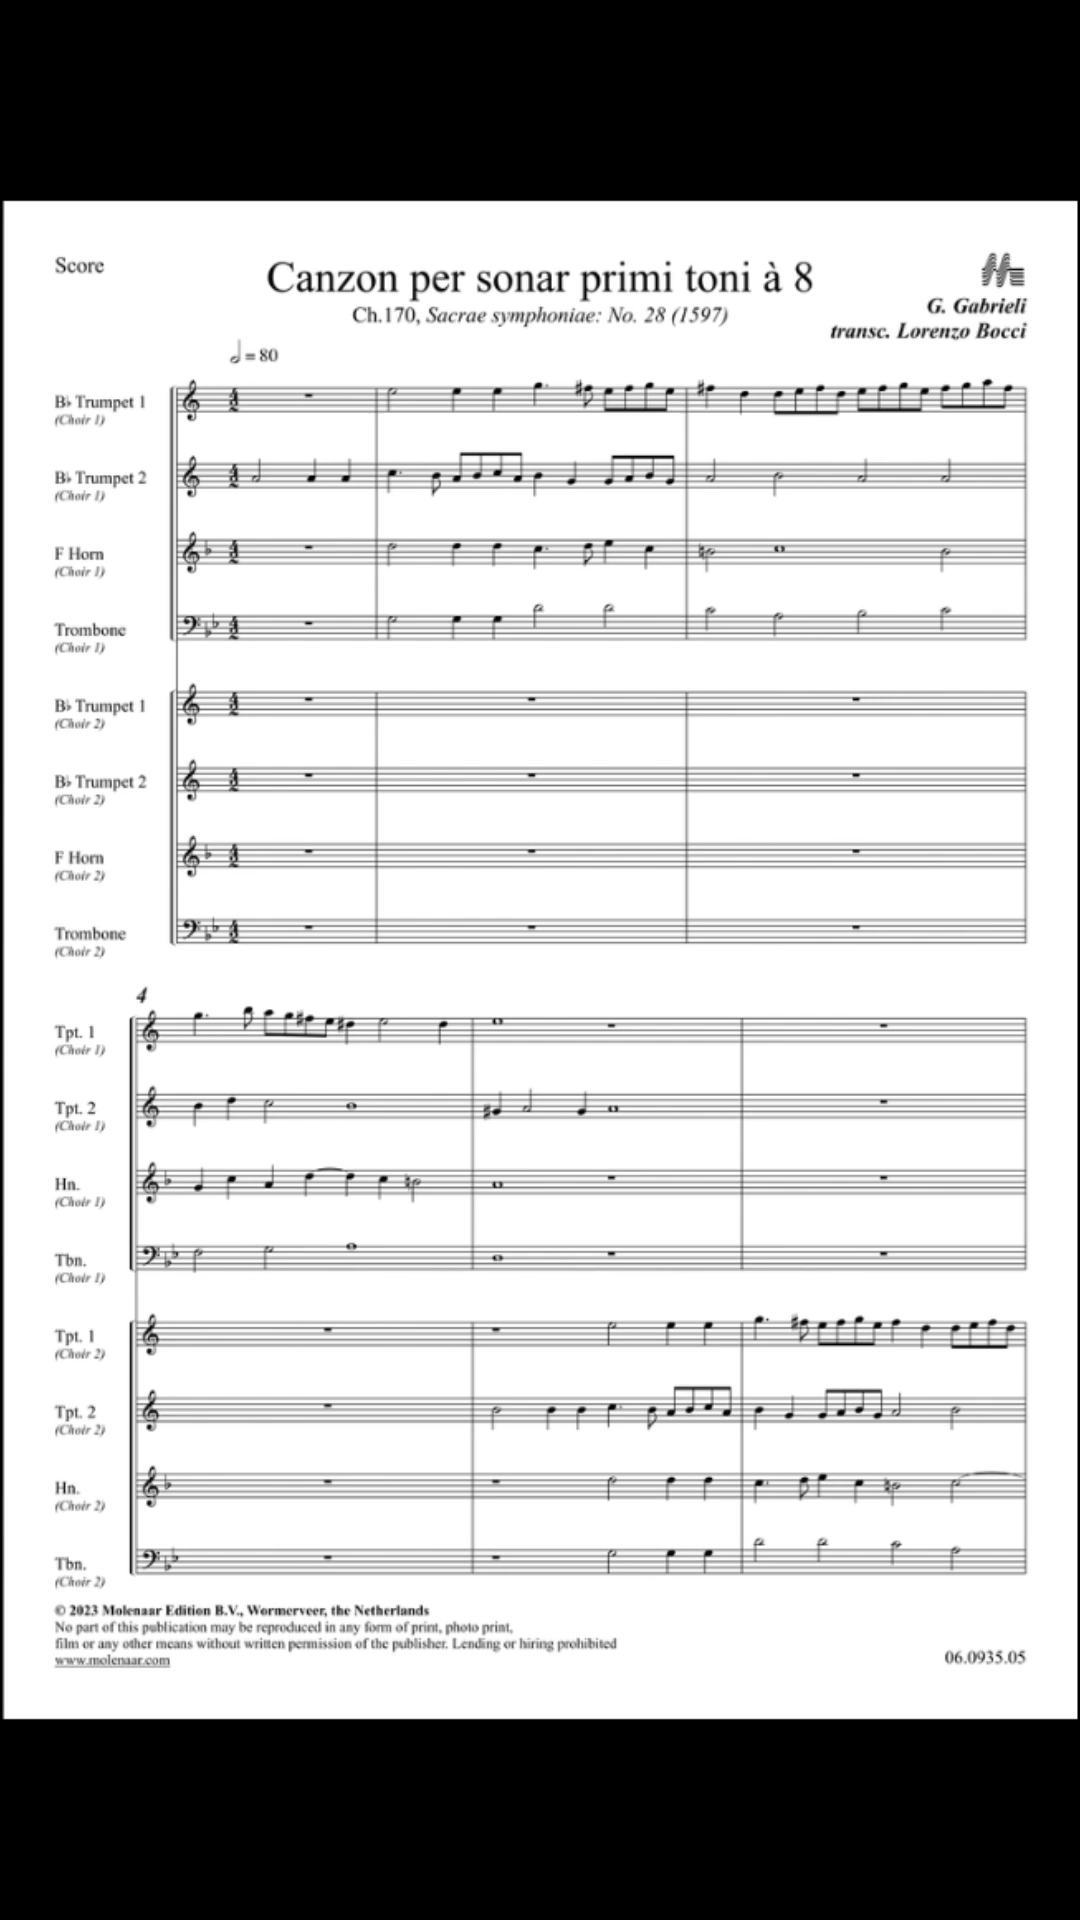 Score
Canzon per sonar primi toni à 8
Ch.170, Sacrae symphoniae: No. 28 (1597)
G. Gabrieli
transc. Lorenzo Bocci
= 80
B♭ Trumpet 1
(Choir 1)
B♭ Trumpet 2
(Choir 1)
F Horn
(Choir 1)
Trombone
(Choir 1)
B♭ Trumpet 1
(Choir 2)
B♭ Trumpet 2
(Choir 2)
F Horn
(Choir 2)
Trombone
(Choir 2)
4
Tpt. 1
(Choir 1)
Tpt. 2
(Choir 1)
Hn.
(Choir 1)
Tbn.
(Choir 1)
Tpt. 1
(Choir 2)
Tpt. 2
(Choir 2)
Hn.
(Choir 2)
Tbn.
(Choir 2)
© 2023 Molenaar Edition B.V., Wormerveer, the Netherlands
No part of this publication may be reproduced in any form of print, photo print,
film or any other means without written permission of the publisher. Lending or hiring prohibited
www.molenaar.com
06.0935.05